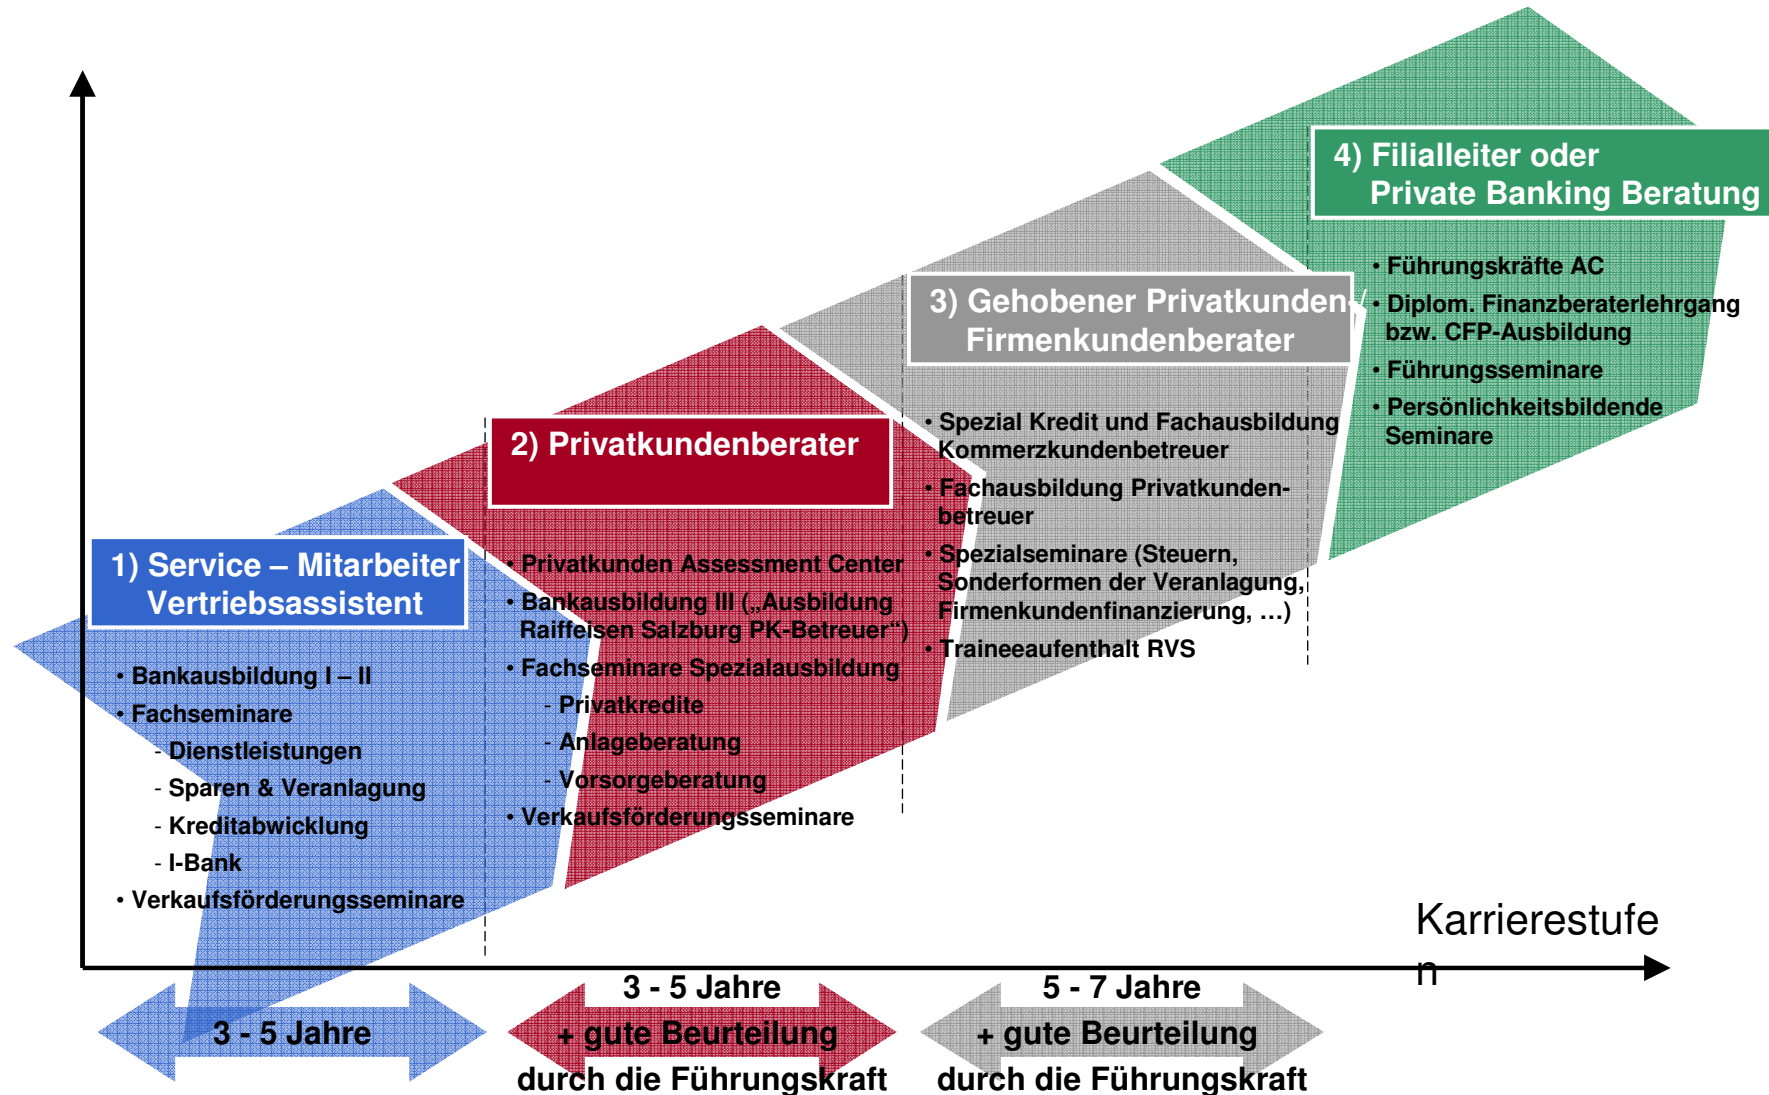 1) Service – Mitarbeiter
Vertriebsassistent
• Bankausbildung I – II
• Fachseminare
- Dienstleistungen
- Sparen & Veranlagung
- Kreditabwicklung
- I-Bank
• Verkaufsförderungsseminare
2) Privatkundenberater
• Privatkunden Assessment Center
• Bankausbildung III („Ausbildung
Raiffeisen Salzburg PK-Betreuer“)
• Fachseminare Spezialausbildung
- Privatkredite
- Anlageberatung
- Vorsorgeberatung
• Verkaufsförderungsseminare
3) Gehobener Privatkunden-/
Firmenkundenberater
• Spezial Kredit und Fachausbildung
Kommerzkundenbetreuer
• Fachausbildung Privatkunden-
betreuer
• Spezialseminare (Steuern,
Sonderformen der Veranlagung,
Firmenkundenfinanzierung, …)
• Traineeaufenthalt RVS
4) Filialleiter oder
Private Banking Beratung
• Führungskräfte AC
• Diplom. Finanzberaterlehrgang
bzw. CFP-Ausbildung
• Führungsseminare
• Persönlichkeitsbildende
Seminare
Karrierestufe
n
3 - 5 Jahre
3 - 5 Jahre
+ gute Beurteilung
durch die Führungskraft
5 - 7 Jahre
+ gute Beurteilung
durch die Führungskraft